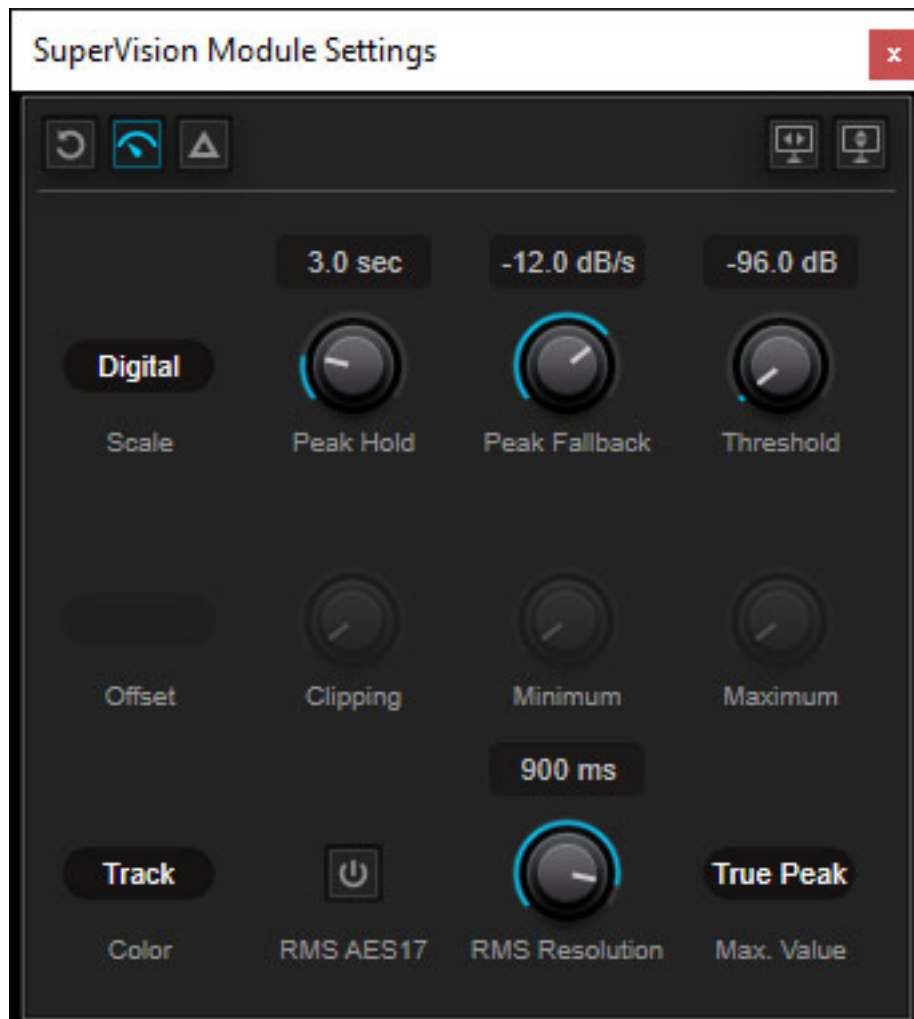 SuperVision Module Settings
x
3.0 sec
-12.0 dB/s
-96.0 dB
Digital
Scale
Peak Hold
Peak Fallback
Threshold
Offset
Clipping
Minimum
Maximum
900 ms
Track
True Peak
Color
RMS AES17
RMS Resolution
Max. Value